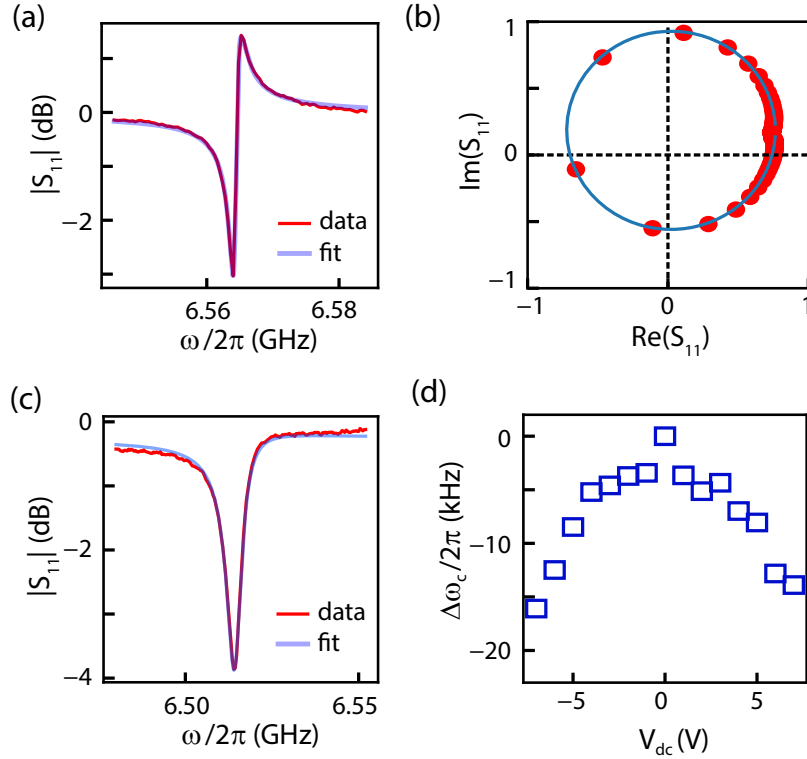 (a)
|S₁₁| (dB)
0
−2
data
fit
6.56
6.58
ω/2π (GHz)
(b)
Im(S₁₁)
1
0
−1
−1
0
1
Re(S₁₁)
(c)
|S₁₁| (dB)
0
−2
−4
data
fit
6.50
6.55
ω/2π (GHz)
(d)
Δω꜀/2π (kHz)
0
−10
−20
−5
0
5
V_dc (V)